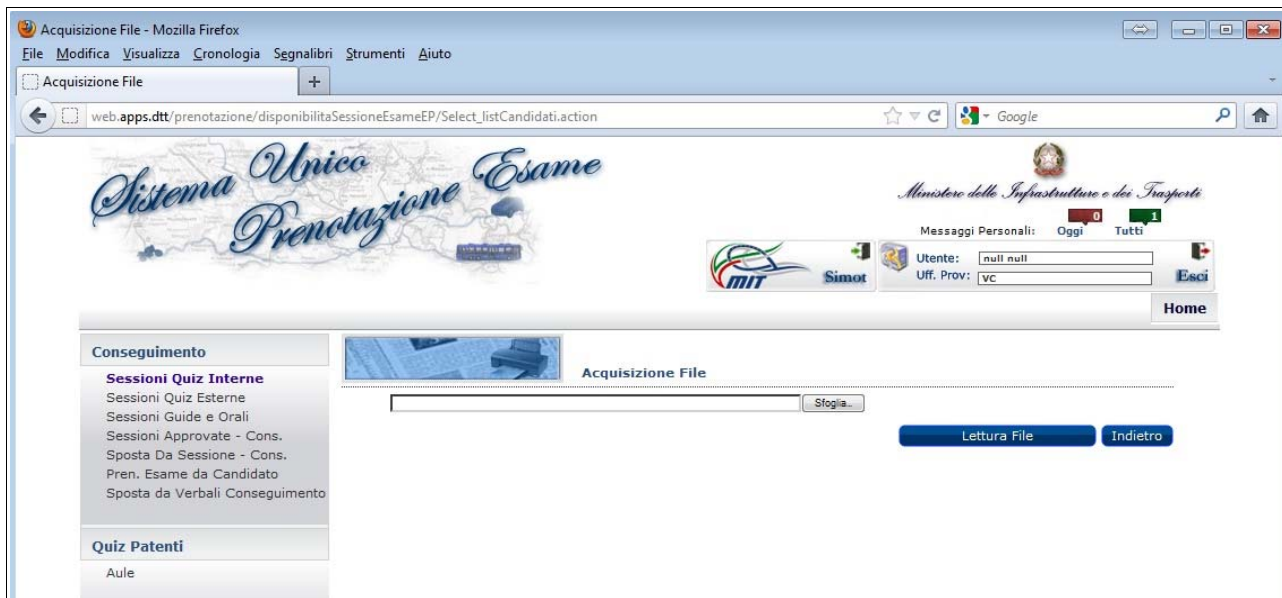 Acquisizione File - Mozilla Firefox
File Modifica Visualizza Cronologia Segnalibri Strumenti Aiuto
Acquisizione File +
web.apps.dtt/prenotazione/disponibilitaSessioneEsameEP/Select_listCandidati.action
Google
Sistema Unico Prenotazione Esame
Ministero delle Infrastrutture e dei Trasporti
0 1
Messaggi Personali: Oggi Tutti
MIT Simot
Utente: null null
Uff. Prov: VC
Esci
Home
Conseguimento
Sessioni Quiz Interne
Sessioni Quiz Esterne
Sessioni Guide e Orali
Sessioni Approvate - Cons.
Sposta Da Sessione - Cons.
Pren. Esame da Candidato
Sposta da Verbali Conseguimento
Quiz Patenti
Aule
Acquisizione File
Sfoglia...
Lettura File Indietro